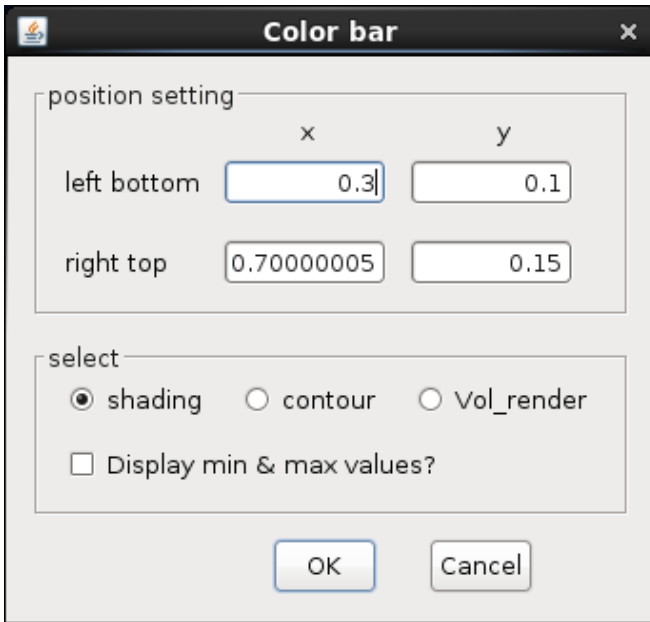 Color bar
position setting
x y
left bottom 0.3 0.1
right top 0.70000005 0.15
select
shading contour Vol_render
Display min & max values?
OK Cancel